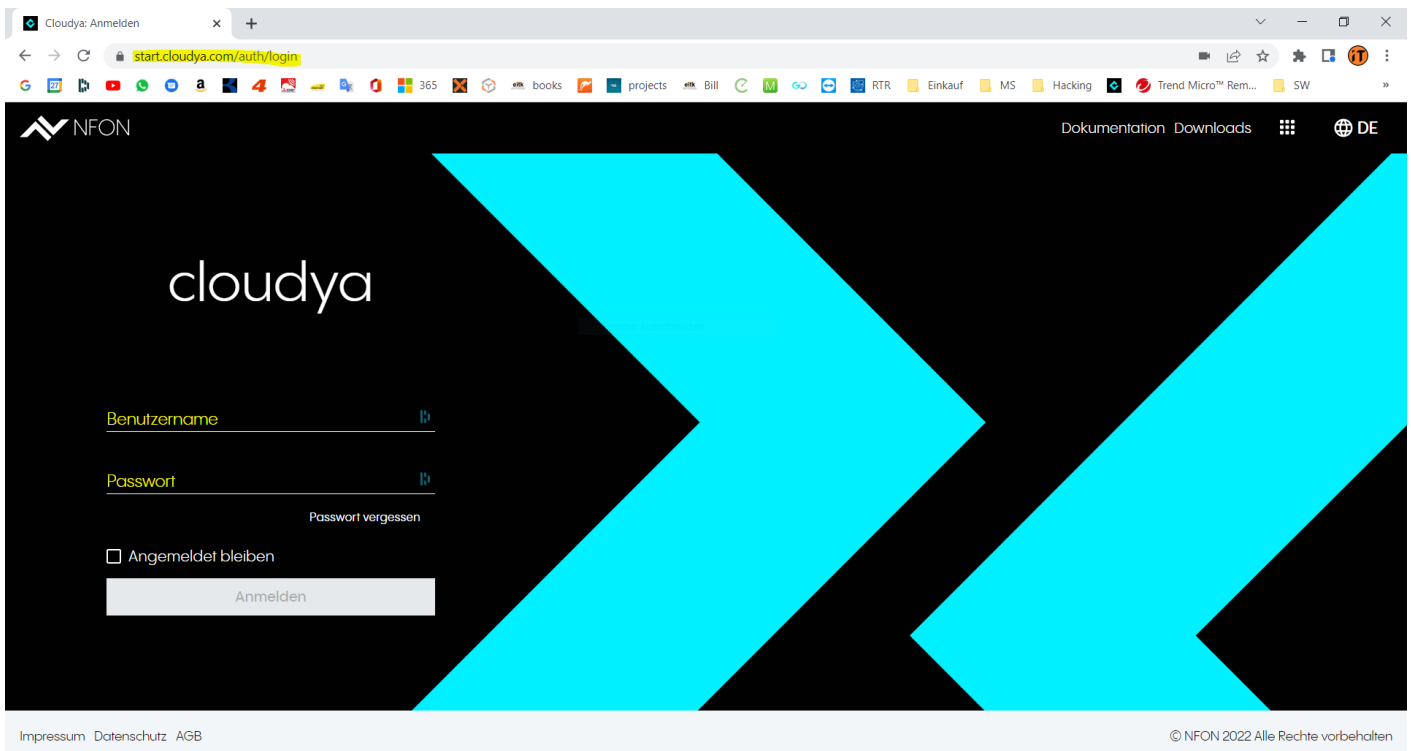 Cloudya: Anmelden
start.cloudya.com/auth/login
365 books projects Bill RTR Einkauf MS Hacking Trend Micro™ Rem... SW »
NFON
Dokumentation Downloads DE
cloudya
Benutzername
Passwort
Passwort vergessen
Angemeldet bleiben
Anmelden
Impressum Datenschutz AGB
© NFON 2022 Alle Rechte vorbehalten